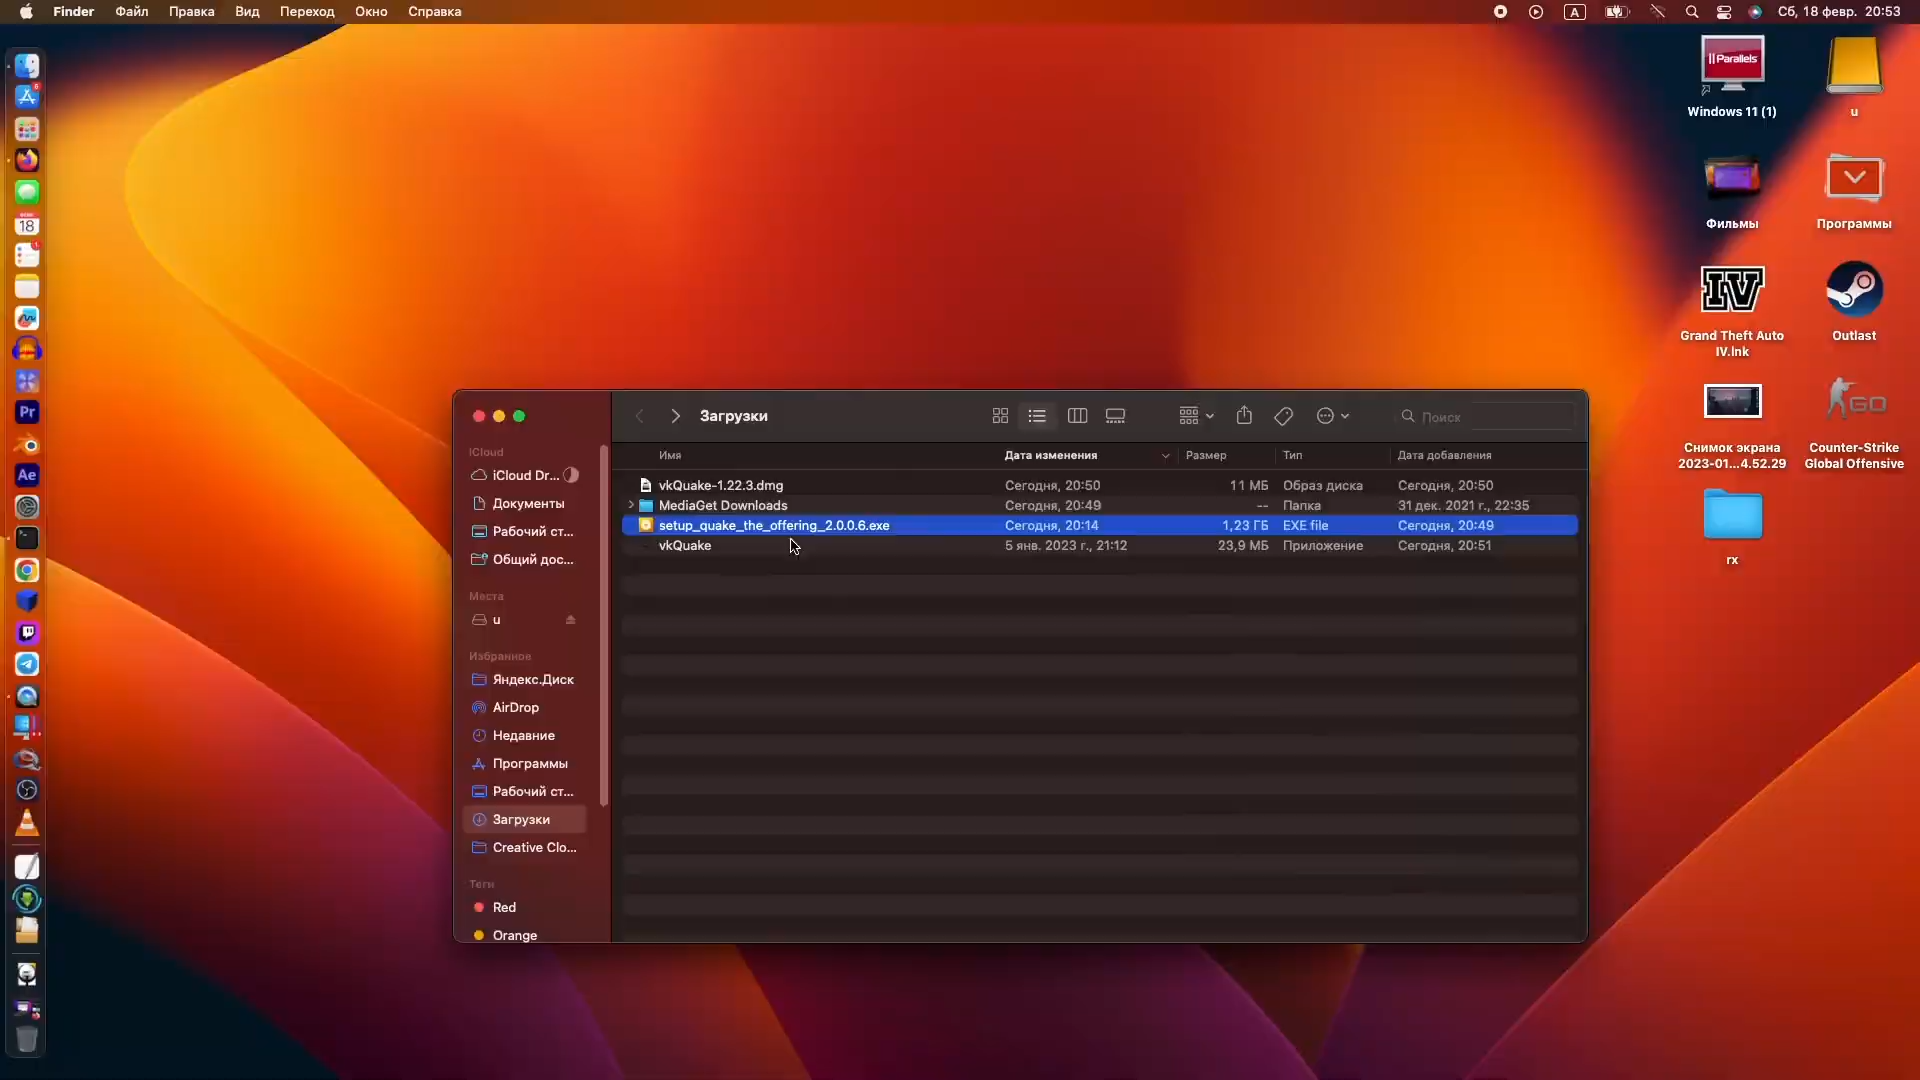 Finder Файл Правка Вид Переход Окно Справка
A
Сб, 18 февр. 20:53
Parallels
Windows 11 (1)
u
Фильмы
Программы
IV
Grand Theft Auto
IV.lnk
Outlast
GO
Снимок экрана
2023-01...4.52.29
Counter-Strike
Global Offensive
rx
18
Pr
Ae
Загрузки
Поиск
iCloud
iCloud Dr...
Документы
Рабочий ст...
Общий дос...
Места
u
Избранное
Яндекс.Диск
AirDrop
Недавние
Программы
Рабочий ст...
Загрузки
Creative Clo...
Теги
Red
Orange
Имя Дата изменения Размер Тип Дата добавления
vkQuake-1.22.3.dmg Сегодня, 20:50 11 МБ Образ диска Сегодня, 20:50
MediaGet Downloads Сегодня, 20:49 -- Папка 31 дек. 2021 г., 22:35
setup_quake_the_offering_2.0.0.6.exe Сегодня, 20:14 1,23 ГБ EXE file Сегодня, 20:49
vkQuake 5 янв. 2023 г., 21:12 23,9 МБ Приложение Сегодня, 20:51